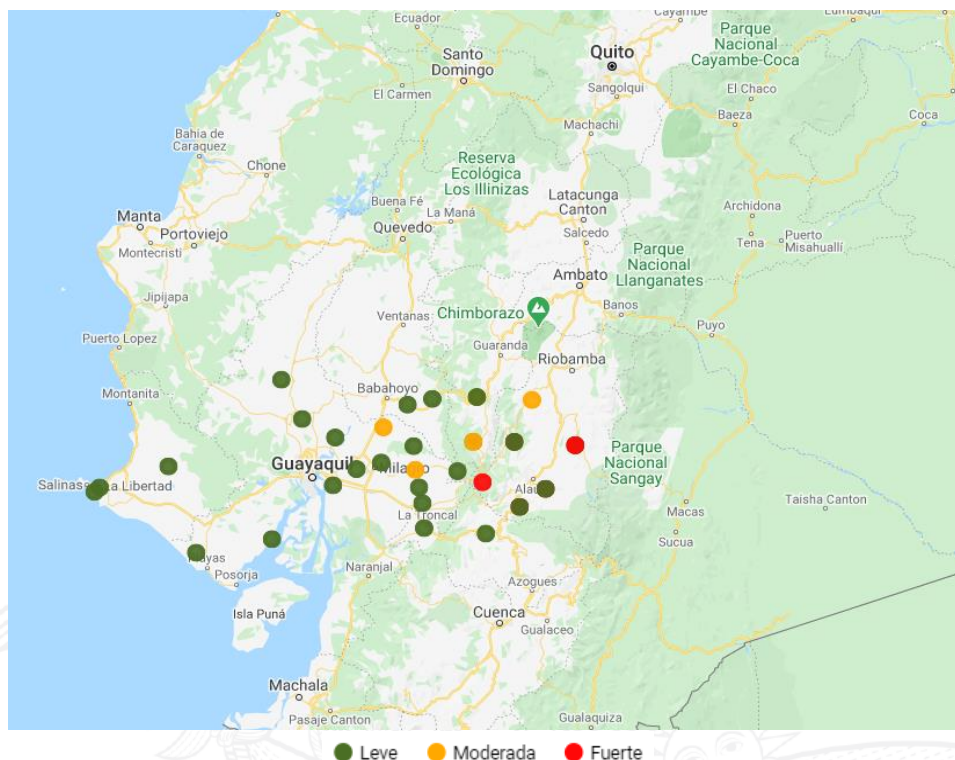 Ecuador
Cayambe
Parque
Nacional
Cayambe-Coca
Santo
Domingo
Quito
El Carmen
Sangolqui
El Chaco
Bahia de
Caraquez
Machachi
Baeza
Coca
Chone
Reserva
Ecológica
Los Illinizas
Buena Fé
La Maná
Latacunga
Canton
Archidona
Manta
Portoviejo
Quevedo
Salcedo
Tena
Puerto
Misahuallí
Montecristi
Parque
Nacional
Llanganates
Ambato
Jipijapa
Chimborazo
Banos
Ventanas
Puyo
Puerto Lopez
Guaranda
Riobamba
Montanita
Babahoyo
Guayaquil
Milagro
Parque
Nacional
Sangay
Salinas
La Libertad
Taisha Canton
La Troncal
Macas
Sucua
Playas
Posorja
Naranjal
Azogues
Isla Puná
Cuenca
Gualaceo
Machala
Pasaje Canton
Gualaquiza
Leve Moderada Fuerte